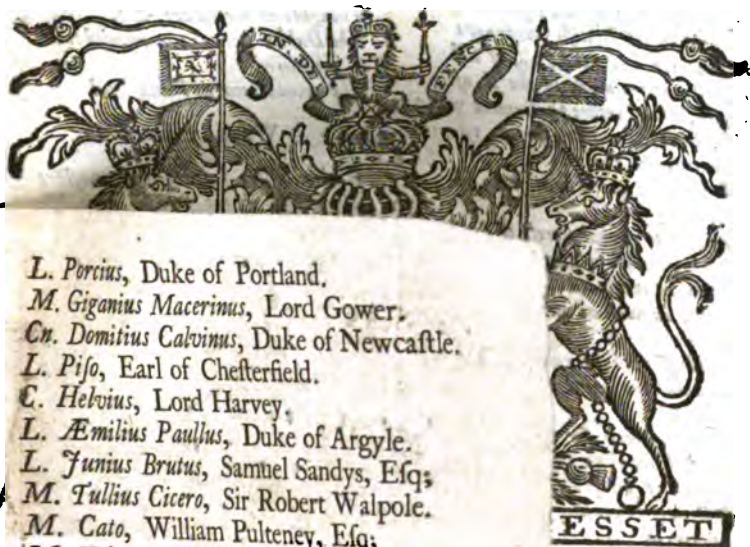 IN DE FENCE
L. Porcius, Duke of Portland.
M. Giganius Macerinus, Lord Gower.
Cn. Domitius Calvinus, Duke of Newcaſtle.
L. Piſo, Earl of Cheſterfield.
C. Helvius, Lord Harvey.
L. Æmilius Paullus, Duke of Argyle.
L. Junius Brutus, Samuel Sandys, Eſq;
M. Tullius Cicero, Sir Robert Walpole.
M. Cato, William Pulteney, Eſq;
ESSET